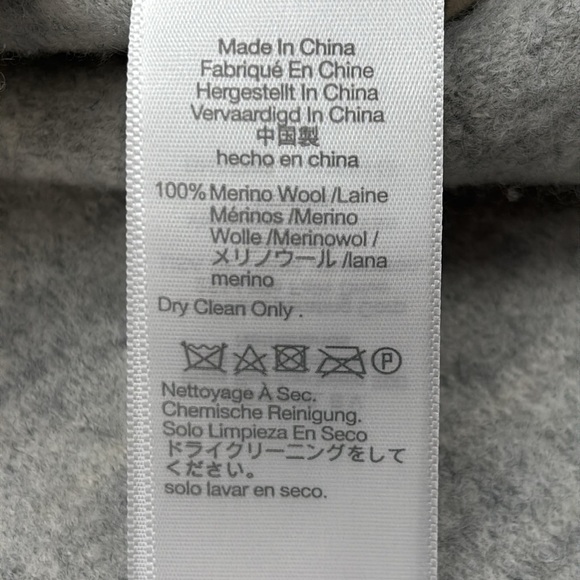 Made In China
Fabriqué En Chine
Hergestellt In China
Vervaardigd In China
中国製
hecho en china
100% Merino Wool /Laine
Mérinos /Merino
Wolle /Merinowol /
メリノウール /lana
merino
Dry Clean Only .
P
Nettoyage À Sec.
Chemische Reinigung.
Solo Limpieza En Seco
ドライクリーニングをして
ください。
solo lavar en seco.